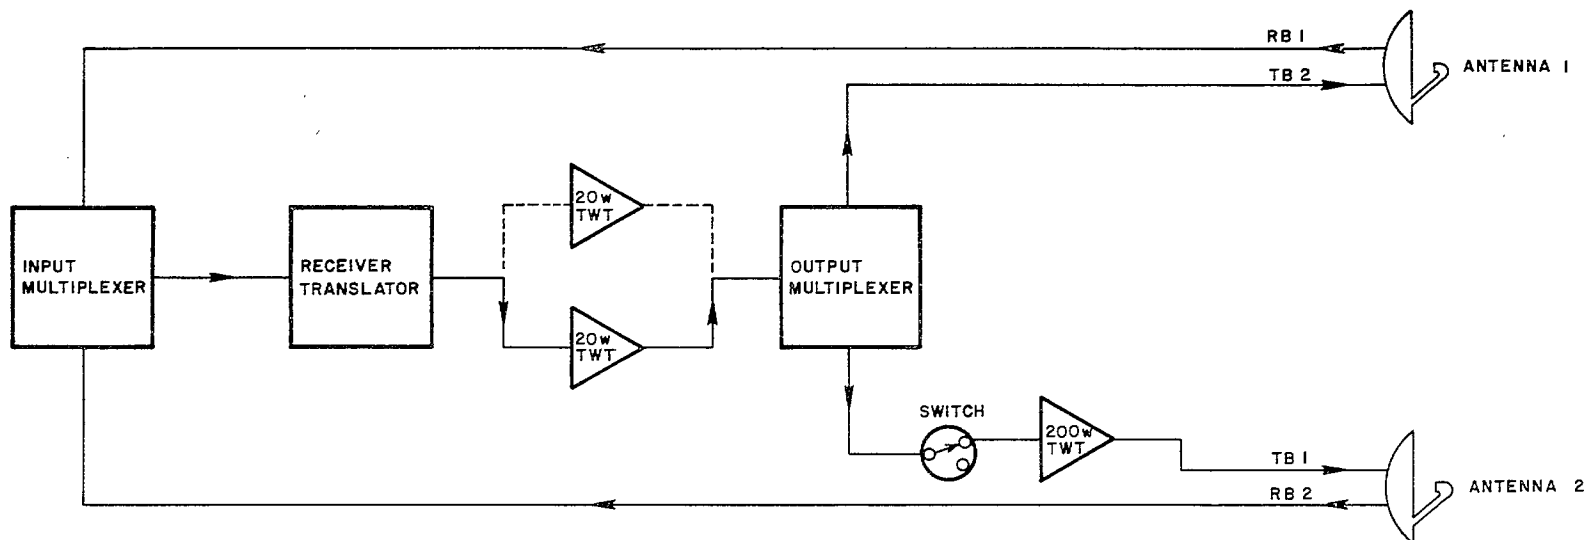 RB 1
TB 2
ANTENNA 1
20w
TWT
INPUT
MULTIPLEXER
RECEIVER
TRANSLATOR
OUTPUT
MULTIPLEXER
20w
TWT
SWITCH
200w
TWT
TB 1
RB 2
ANTENNA 2